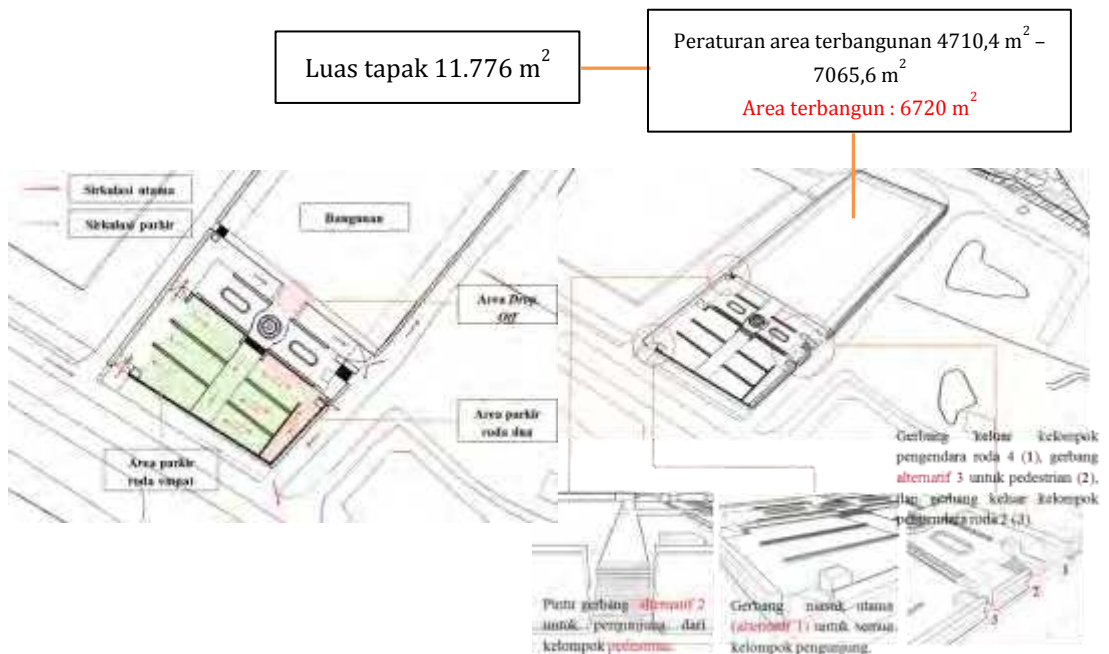 Luas tapak 11.776 m²
Peraturan area terbangunan 4710,4 m² –
7065,6 m²
Area terbangun : 6720 m²
Sirkulasi utama
Sirkulasi parkir
Bangunan
Area Drop
Off
Area parkir
roda dua
Area parkir
roda empat
Gerbang keluar kelompok
pengendara roda 4 (1), gerbang
alternatif 3 untuk pedestrian (2),
dan gerbang keluar kelompok
pengendara roda 2 (3).
1
2
3
Pintu gerbang alternatif 2
untuk pengunjung dari
kelompok pedestrian.
Gerbang masuk utama
(alternatif 1) untuk semua
kelompok pengunjung.